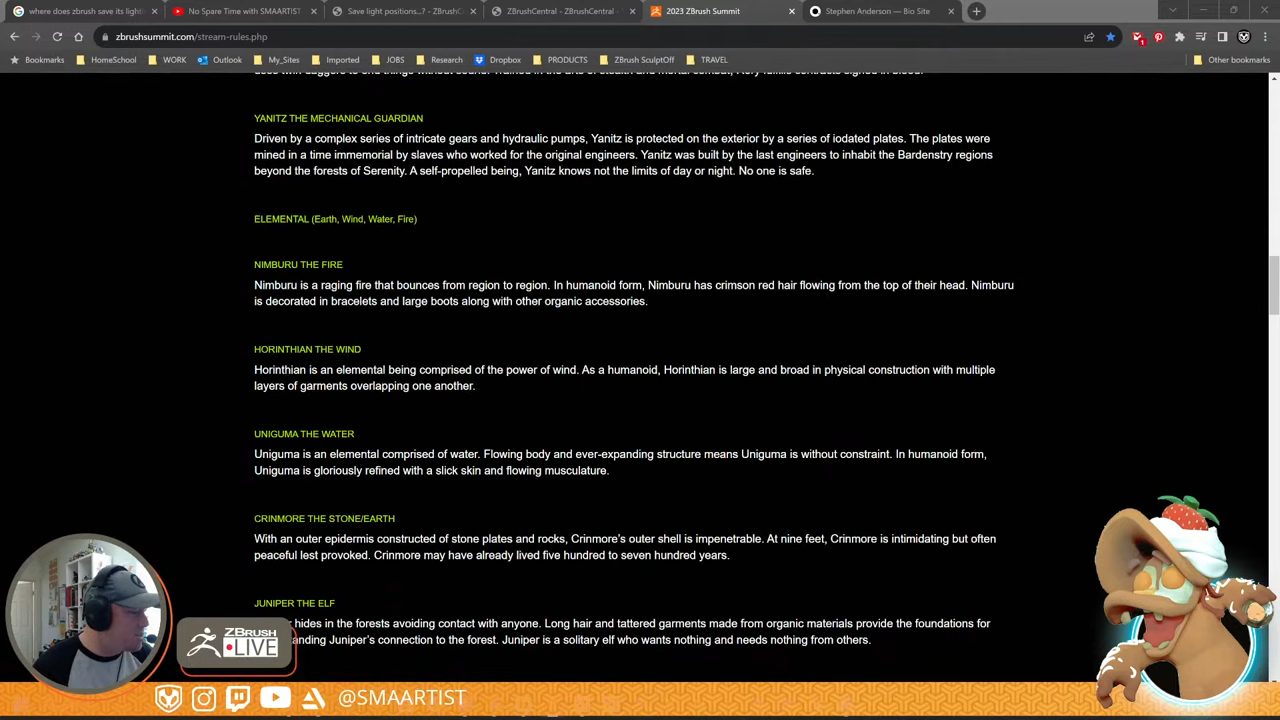 where does zbrush save its light
No Spare Time with SMAARTIST
Save light positions...? - ZBrushC
ZBrushCentral - ZBrushCentral -
2023 ZBrush Summit
Stephen Anderson — Bio Site
zbrushsummit.com/stream-rules.php
Bookmarks
HomeSchool
WORK
Outlook
My_Sites
Imported
JOBS
Research
Dropbox
PRODUCTS
ZBrush SculptOff
TRAVEL
Other bookmarks
YANITZ THE MECHANICAL GUARDIAN
Driven by a complex series of intricate gears and hydraulic pumps, Yanitz is protected on the exterior by a series of iodated plates. The plates were
mined in a time immemorial by slaves who worked for the original engineers. Yanitz was built by the last engineers to inhabit the Bardenstry regions
beyond the forests of Serenity. A self-propelled being, Yanitz knows not the limits of day or night. No one is safe.
ELEMENTAL (Earth, Wind, Water, Fire)
NIMBURU THE FIRE
Nimburu is a raging fire that bounces from region to region. In humanoid form, Nimburu has crimson red hair flowing from the top of their head. Nimburu
is decorated in bracelets and large boots along with other organic accessories.
HORINTHIAN THE WIND
Horinthian is an elemental being comprised of the power of wind. As a humanoid, Horinthian is large and broad in physical construction with multiple
layers of garments overlapping one another.
UNIGUMA THE WATER
Uniguma is an elemental comprised of water. Flowing body and ever-expanding structure means Uniguma is without constraint. In humanoid form,
Uniguma is gloriously refined with a slick skin and flowing musculature.
CRINMORE THE STONE/EARTH
With an outer epidermis constructed of stone plates and rocks, Crinmore's outer shell is impenetrable. At nine feet, Crinmore is intimidating but often
peaceful lest provoked. Crinmore may have already lived five hundred to seven hundred years.
JUNIPER THE ELF
hides in the forests avoiding contact with anyone. Long hair and tattered garments made from organic materials provide the foundations for
anding Juniper's connection to the forest. Juniper is a solitary elf who wants nothing and needs nothing from others.
ZBRUSH
LIVE
@SMAARTIST